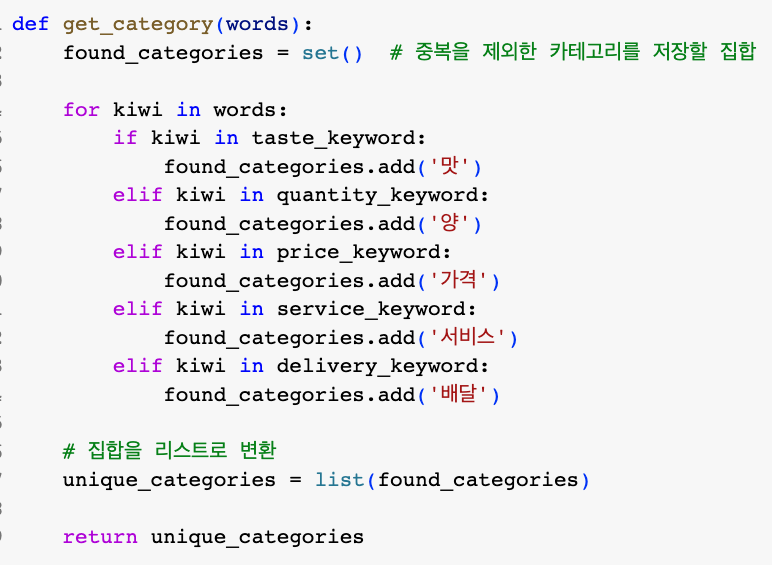 def get_category(words):
    found_categories = set()  # 중복을 제외한 카테고리를 저장할 집합

    for kiwi in words:
        if kiwi in taste_keyword:
            found_categories.add('맛')
        elif kiwi in quantity_keyword:
            found_categories.add('양')
        elif kiwi in price_keyword:
            found_categories.add('가격')
        elif kiwi in service_keyword:
            found_categories.add('서비스')
        elif kiwi in delivery_keyword:
            found_categories.add('배달')

    # 집합을 리스트로 변환
    unique_categories = list(found_categories)

    return unique_categories